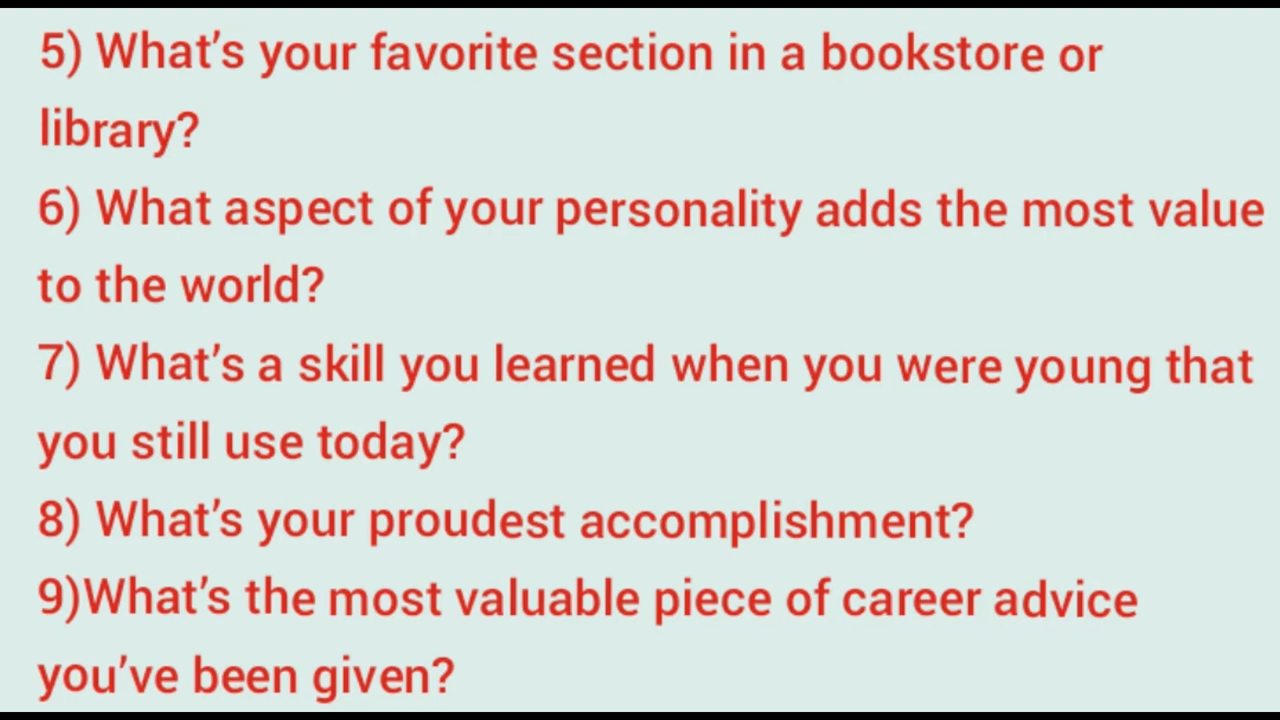 5) What's your favorite section in a bookstore or
library?
6) What aspect of your personality adds the most value
to the world?
7) What's a skill you learned when you were young that
you still use today?
8) What's your proudest accomplishment?
9)What's the most valuable piece of career advice
you've been given?